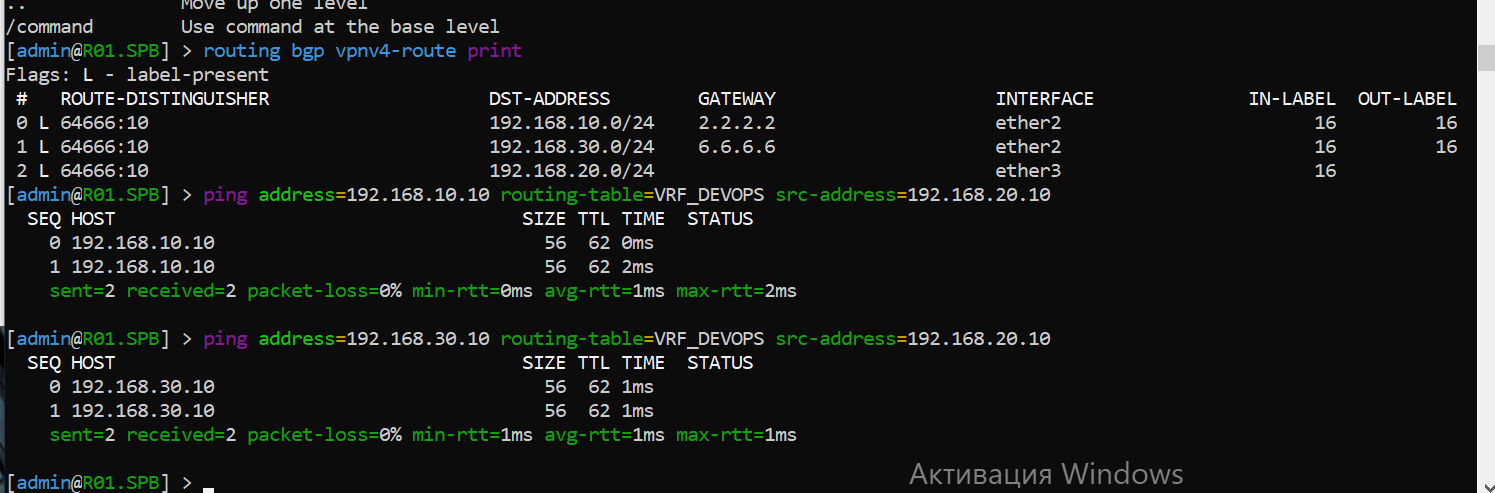 .. Move up one level
/command Use command at the base level
[admin@R01.SPB] > routing bgp vpnv4-route print
Flags: L - label-present
# ROUTE-DISTINGUISHER DST-ADDRESS GATEWAY INTERFACE IN-LABEL OUT-LABEL
0 L 64666:10 192.168.10.0/24 2.2.2.2 ether2 16 16
1 L 64666:10 192.168.30.0/24 6.6.6.6 ether2 16 16
2 L 64666:10 192.168.20.0/24 ether3 16
[admin@R01.SPB] > ping address=192.168.10.10 routing-table=VRF_DEVOPS src-address=192.168.20.10
SEQ HOST SIZE TTL TIME STATUS
0 192.168.10.10 56 62 0ms
1 192.168.10.10 56 62 2ms
sent=2 received=2 packet-loss=0% min-rtt=0ms avg-rtt=1ms max-rtt=2ms
[admin@R01.SPB] > ping address=192.168.30.10 routing-table=VRF_DEVOPS src-address=192.168.20.10
SEQ HOST SIZE TTL TIME STATUS
0 192.168.30.10 56 62 1ms
1 192.168.30.10 56 62 1ms
sent=2 received=2 packet-loss=0% min-rtt=1ms avg-rtt=1ms max-rtt=1ms
[admin@R01.SPB] >
Активация Windows